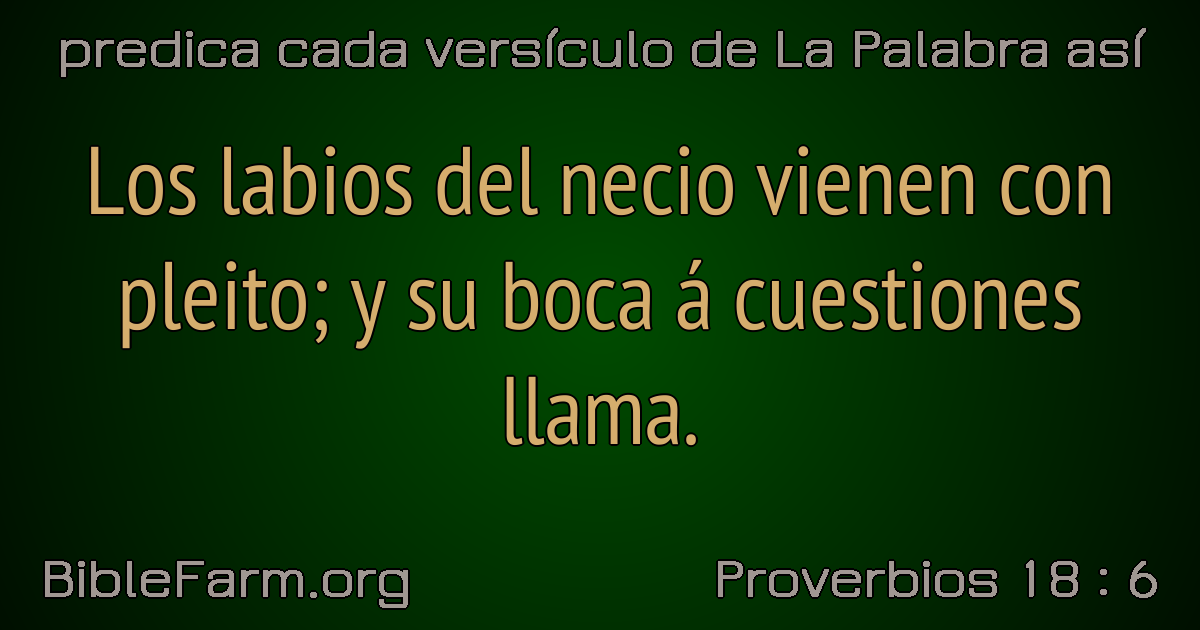 predica cada versículo de La Palabra así
Los labios del necio vienen con
pleito; y su boca á cuestiones
llama.
BibleFarm.org
Proverbios 18 : 6